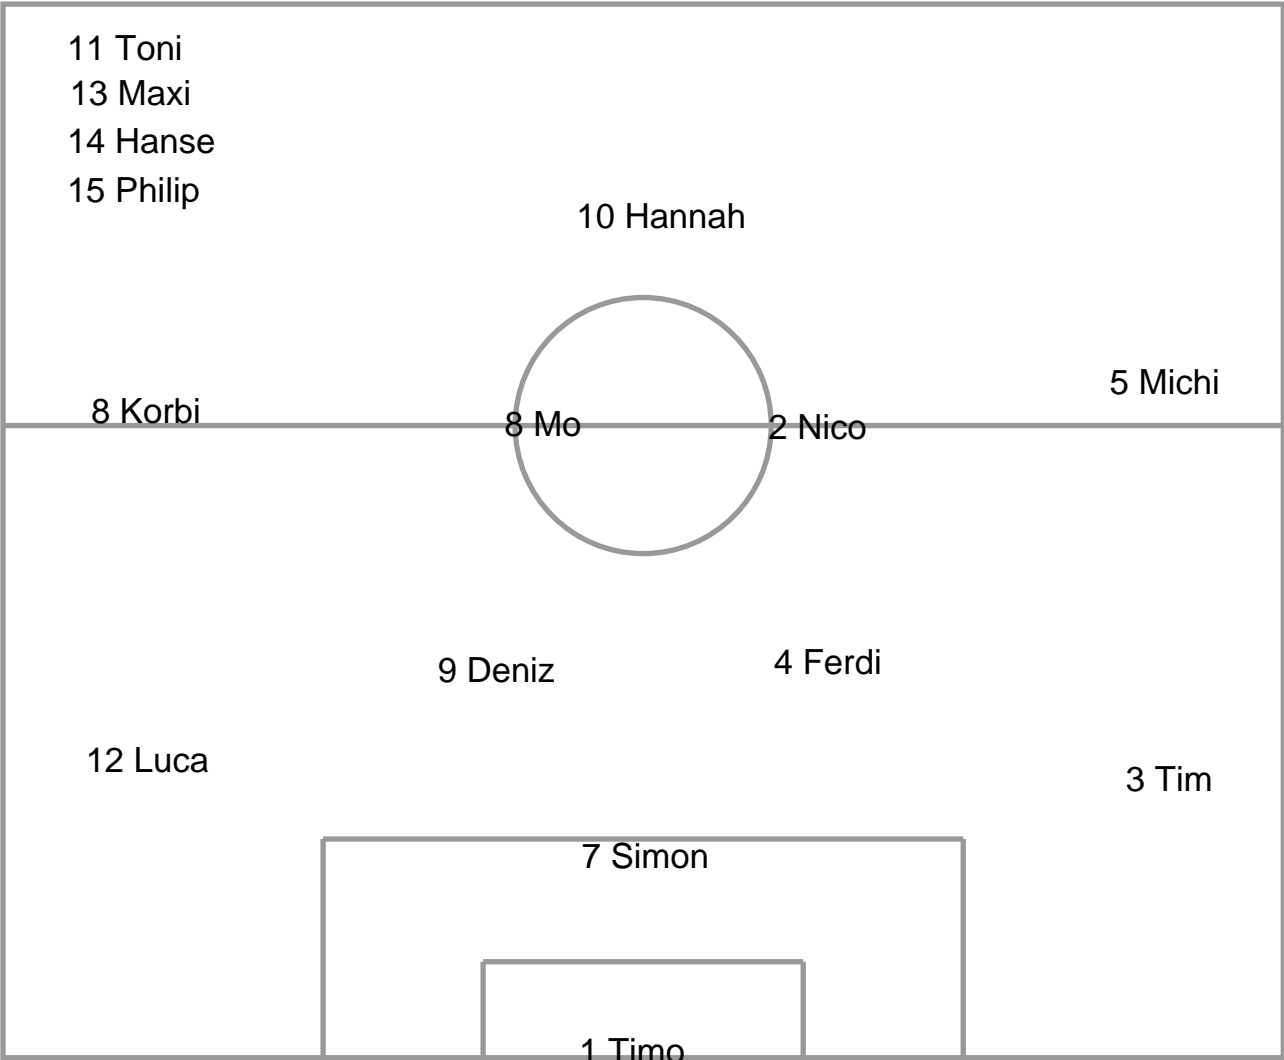 11 Toni
13 Maxi
14 Hanse
15 Philip
10 Hannah
5 Michi
8 Korbi
8 Mo
2 Nico
9 Deniz
4 Ferdi
12 Luca
3 Tim
7 Simon
1 Timo